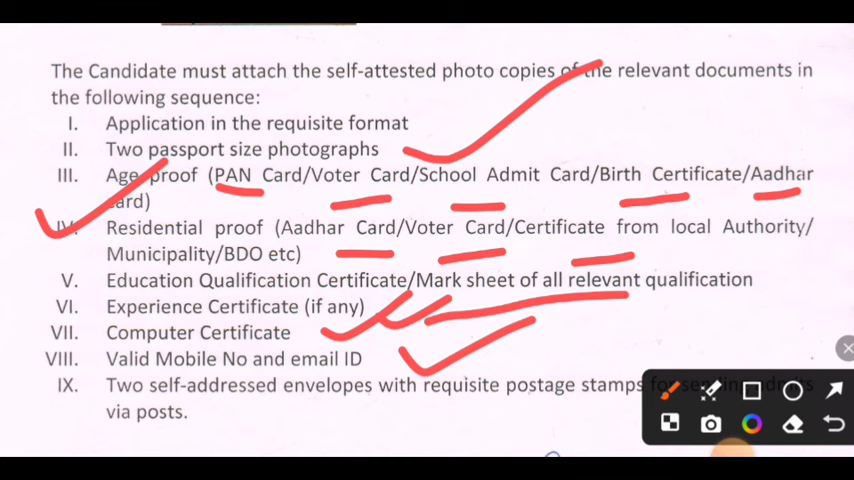 The Candidate must attach the self-attested photo copies of the relevant documents in
the following sequence:
I. Application in the requisite format
II. Two passport size photographs
III. Age proof (PAN Card/Voter Card/School Admit Card/Birth Certificate/Aadhar
card)
IV. Residential proof (Aadhar Card/Voter Card/Certificate from local Authority/
Municipality/BDO etc)
V. Education Qualification Certificate/Mark sheet of all relevant qualification
VI. Experience Certificate (if any)
VII. Computer Certificate
VIII. Valid Mobile No and email ID
IX. Two self-addressed envelopes with requisite postage stamps for sending admits
via posts.